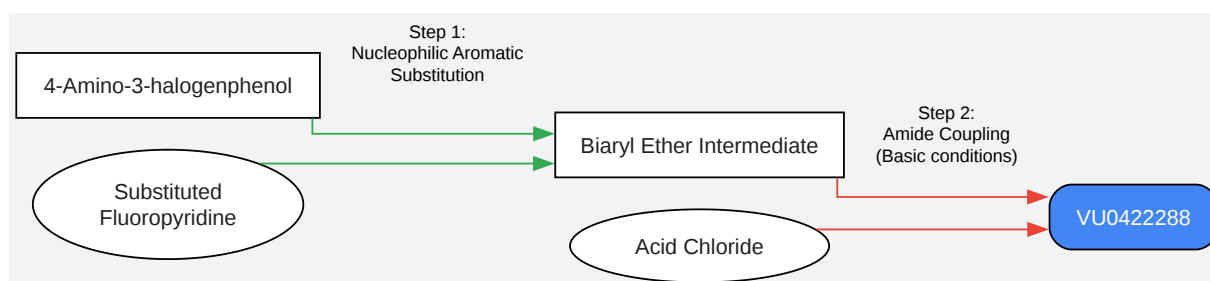 4-Amino-3-halogenphenol
Step 1:
Nucleophilic Aromatic
Substitution
Substituted
Fluoropyridine
Biaryl Ether Intermediate
Step 2:
Amide Coupling
(Basic conditions)
Acid Chloride
VU0422288